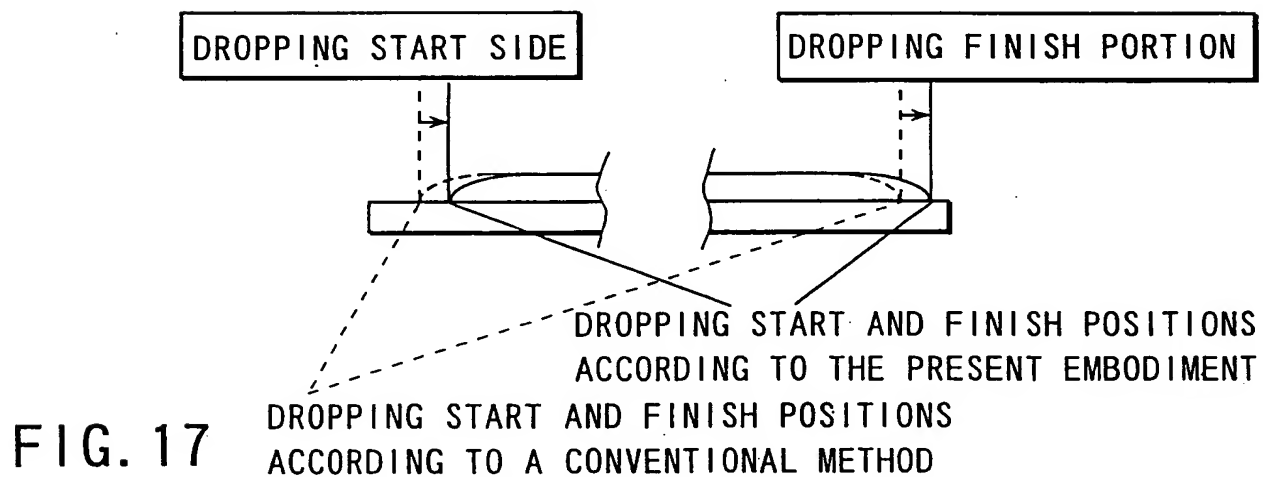 DROPPING START SIDE
DROPPING FINISH PORTION
DROPPING START AND FINISH POSITIONS
ACCORDING TO THE PRESENT EMBODIMENT
DROPPING START AND FINISH POSITIONS
ACCORDING TO A CONVENTIONAL METHOD
FIG. 17